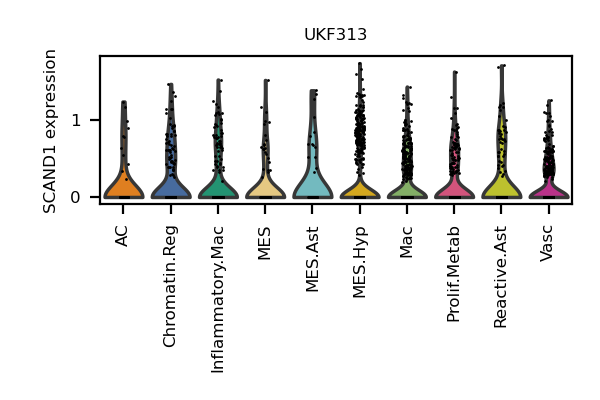 UKF313
SCAND1 expression
1
0
AC
Chromatin.Reg
Inflammatory.Mac
MES
MES.Ast
MES.Hyp
Mac
Prolif.Metab
Reactive.Ast
Vasc